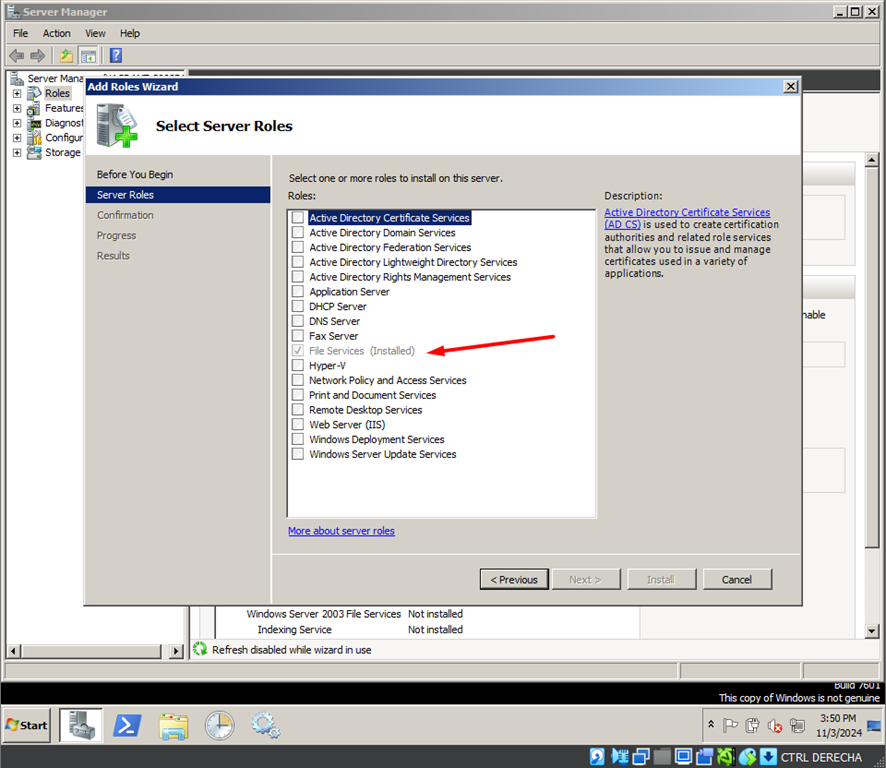 Server Manager
File Action View Help
Server Mana
Roles
Features
Diagnost
Configur
Storage
Add Roles Wizard
Select Server Roles
Before You Begin
Server Roles
Confirmation
Progress
Results
Select one or more roles to install on this server.
Roles:
Active Directory Certificate Services
Active Directory Domain Services
Active Directory Federation Services
Active Directory Lightweight Directory Services
Active Directory Rights Management Services
Application Server
DHCP Server
DNS Server
Fax Server
File Services (Installed)
Hyper-V
Network Policy and Access Services
Print and Document Services
Remote Desktop Services
Web Server (IIS)
Windows Deployment Services
Windows Server Update Services
More about server roles
Description:
Active Directory Certificate Services
(AD CS) is used to create certification
authorities and related role services
that allow you to issue and manage
certificates used in a variety of
applications.
nable
< Previous Next > Install Cancel
Windows Server 2003 File Services Not installed
Indexing Service Not installed
Refresh disabled while wizard in use
Build 7601
This copy of Windows is not genuine
Start
3:50 PM
11/3/2024
CTRL DERECHA